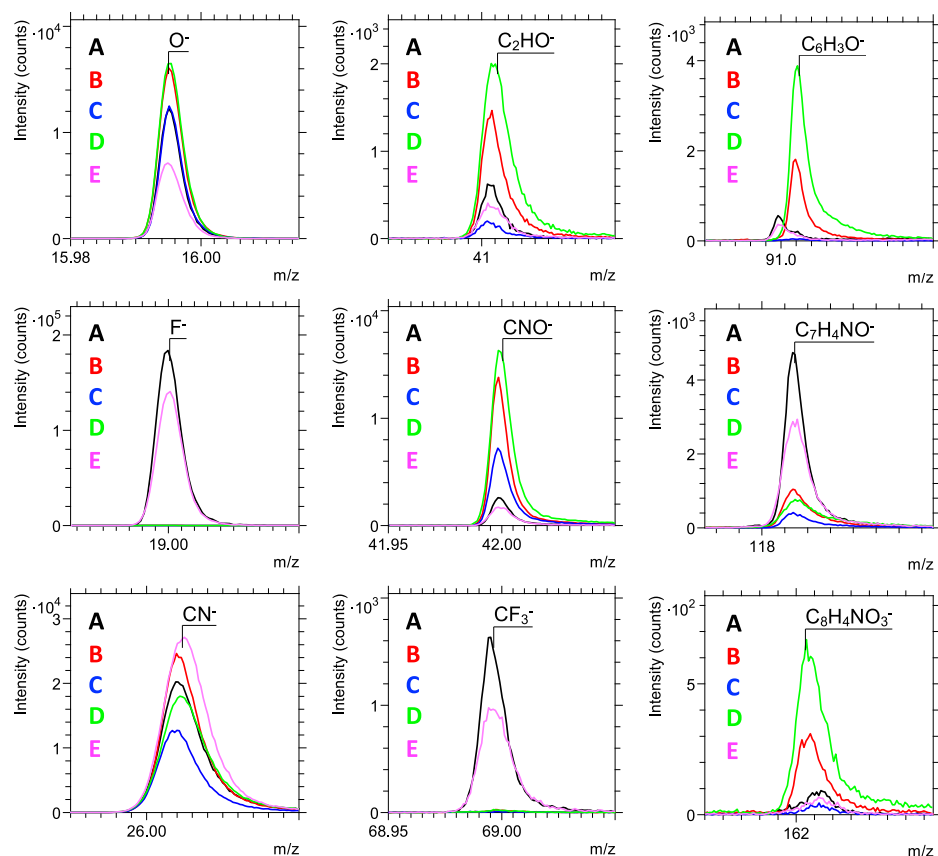 Intensity (counts)
·10⁴
1
0
A
B
C
D
E
O⁻
15.98
16.00
m/z
Intensity (counts)
·10³
2
1
0
A
B
C
D
E
C₂HO⁻
41
m/z
Intensity (counts)
·10³
4
2
0
A
B
C
D
E
C₆H₃O⁻
91.0
m/z
Intensity (counts)
·10⁵
2
1
0
A
B
C
D
E
F⁻
19.00
m/z
Intensity (counts)
·10⁴
1
0
A
B
C
D
E
CNO⁻
41.95
42.00
m/z
Intensity (counts)
·10³
4
2
0
A
B
C
D
E
C₇H₄NO⁻
118
m/z
Intensity (counts)
·10⁴
3
2
1
0
A
B
C
D
E
CN⁻
26.00
m/z
Intensity (counts)
·10³
1
0
A
B
C
D
E
CF₃⁻
68.95
69.00
m/z
Intensity (counts)
·10²
5
0
A
B
C
D
E
C₈H₄NO₃⁻
162
m/z